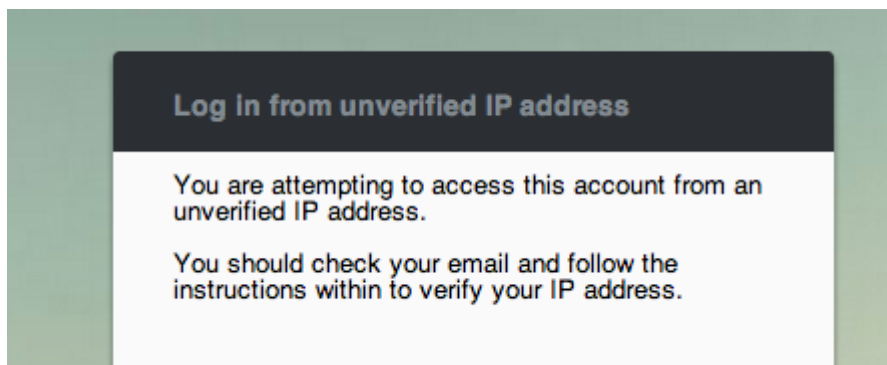 Log in from unverified IP address
You are attempting to access this account from an
unverified IP address.
You should check your email and follow the
instructions within to verify your IP address.